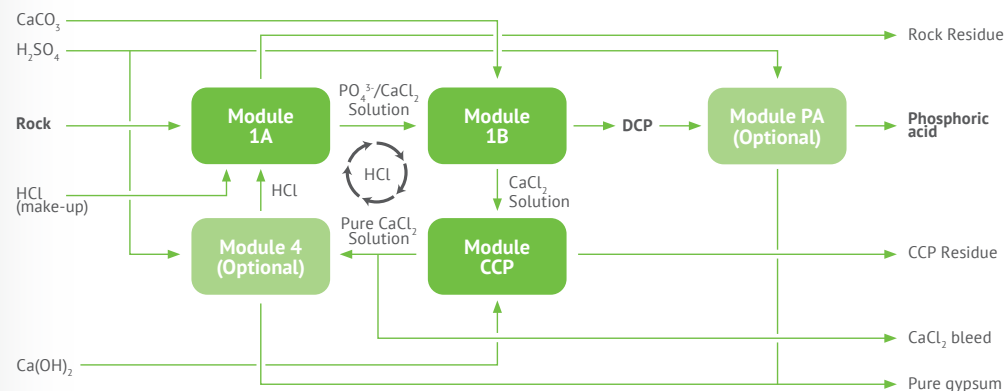 CaCO₃
H₂SO₄
Rock Residue
PO₄³⁻/CaCl₂
Solution
Rock
Module
1A
Module
1B
DCP
Module PA
(Optional)
Phosphoric
acid
HCl
HCl
(make-up)
HCl
CaCl₂
Solution
Pure CaCl₂
Solution
Module 4
(Optional)
Module
CCP
CCP Residue
CaCl₂ bleed
Ca(OH)₂
Pure gypsum